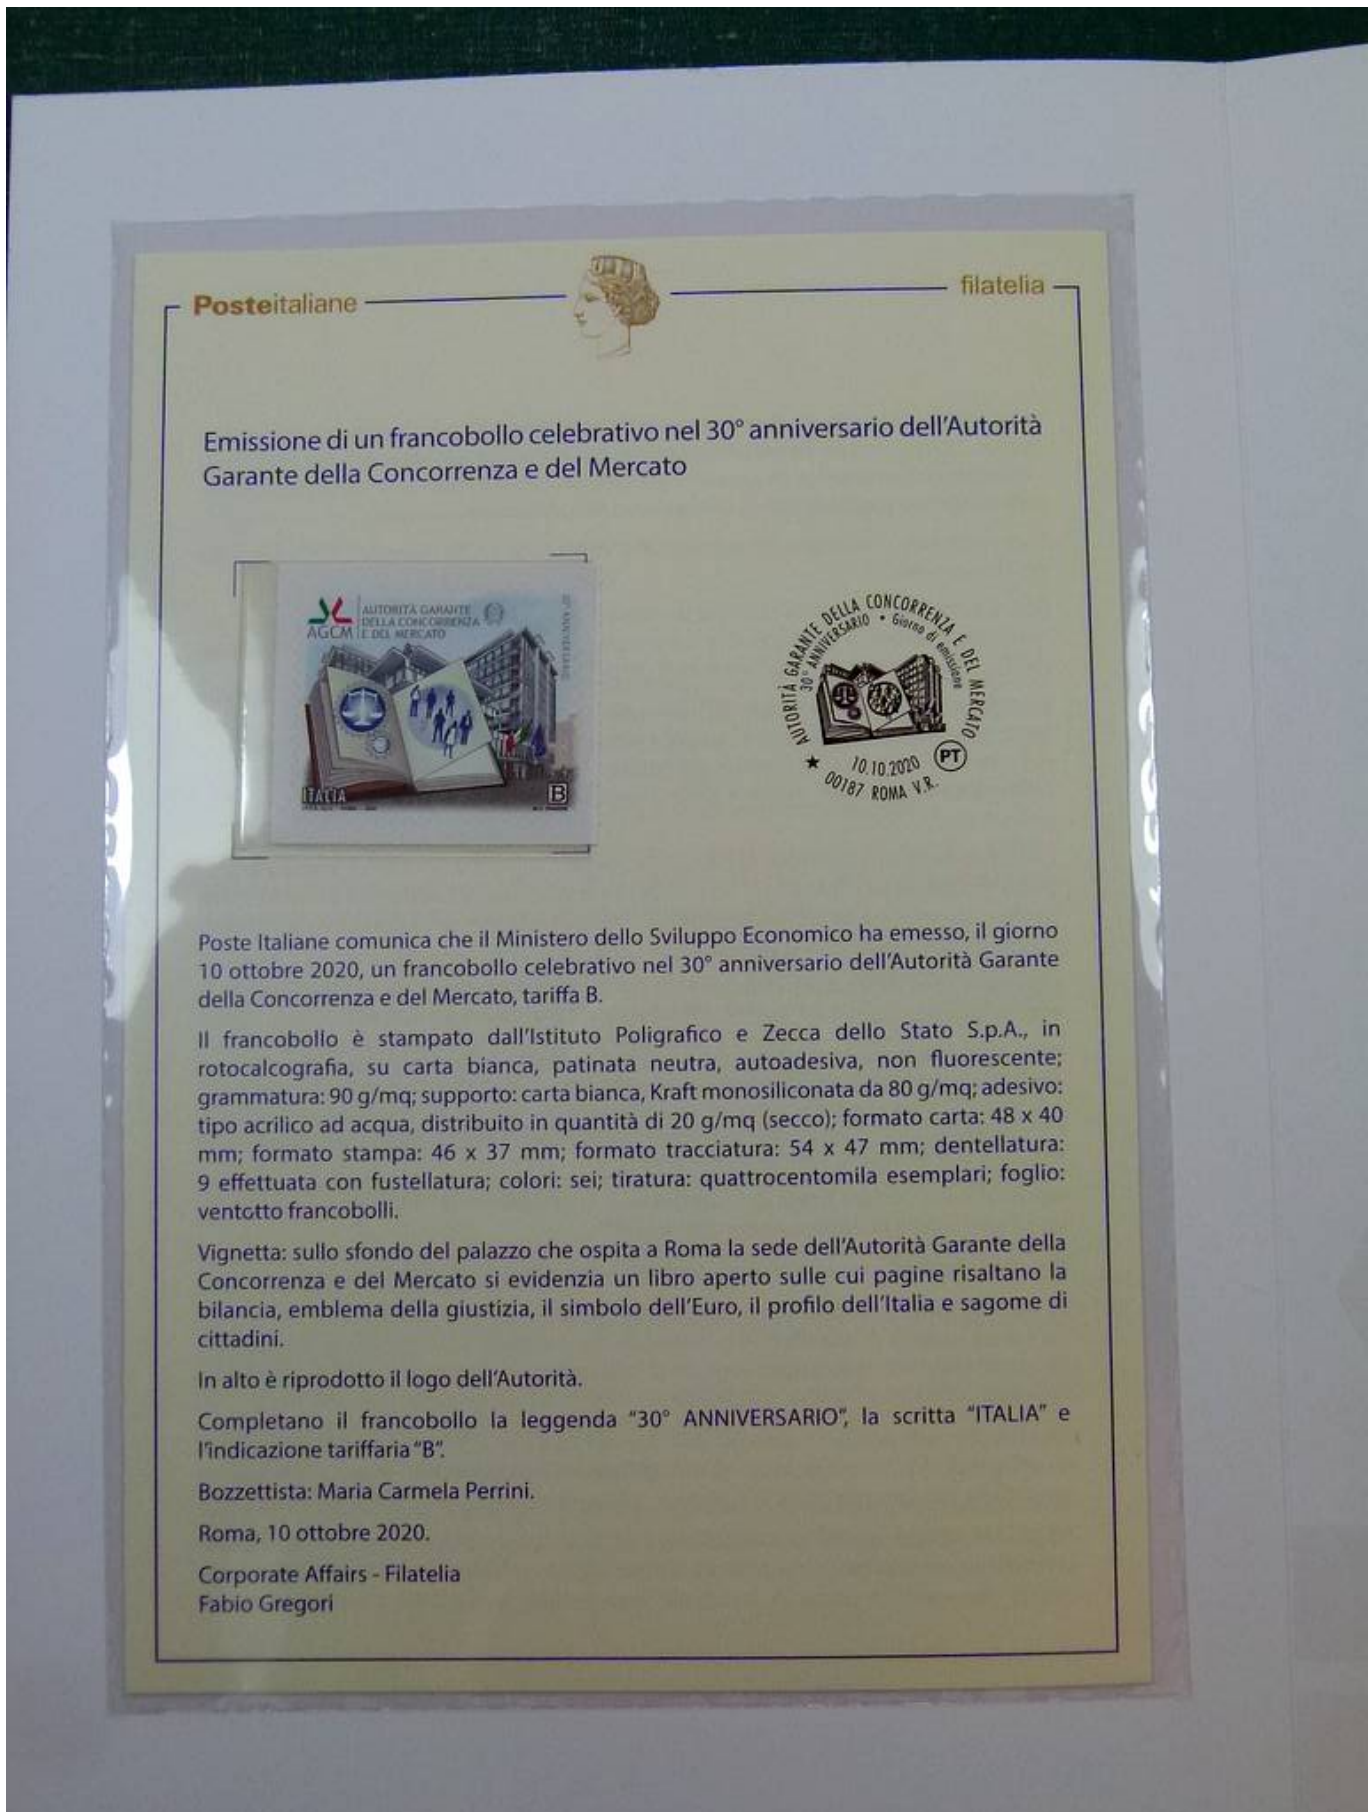 Posteitaliane
filatelia
Emissione di un francobollo celebrativo nel 30° anniversario dell'Autorità
Garante della Concorrenza e del Mercato
AGCM
AUTORITÀ GARANTE
DELLA CONCORRENZA
E DEL MERCATO
30° ANNIVERSARIO
ITALIA
B
AUTORITÀ GARANTE DELLA CONCORRENZA E DEL MERCATO
30° ANNIVERSARIO • Giorno di emissione
10.10.2020
PT
00187 ROMA V.R.
Poste Italiane comunica che il Ministero dello Sviluppo Economico ha emesso, il giorno
10 ottobre 2020, un francobollo celebrativo nel 30° anniversario dell'Autorità Garante
della Concorrenza e del Mercato, tariffa B.
Il francobollo è stampato dall'Istituto Poligrafico e Zecca dello Stato S.p.A., in
rotocalcografia, su carta bianca, patinata neutra, autoadesiva, non fluorescente;
grammatura: 90 g/mq; supporto: carta bianca, Kraft monosiliconata da 80 g/mq; adesivo:
tipo acrilico ad acqua, distribuito in quantità di 20 g/mq (secco); formato carta: 48 x 40
mm; formato stampa: 46 x 37 mm; formato tracciatura: 54 x 47 mm; dentellatura:
9 effettuata con fustellatura; colori: sei; tiratura: quattrocentomila esemplari; foglio:
ventotto francobolli.
Vignetta: sullo sfondo del palazzo che ospita a Roma la sede dell'Autorità Garante della
Concorrenza e del Mercato si evidenzia un libro aperto sulle cui pagine risaltano la
bilancia, emblema della giustizia, il simbolo dell'Euro, il profilo dell'Italia e sagome di
cittadini.
In alto è riprodotto il logo dell'Autorità.
Completano il francobollo la leggenda "30° ANNIVERSARIO", la scritta "ITALIA" e
l'indicazione tariffaria "B".
Bozzettista: Maria Carmela Perrini.
Roma, 10 ottobre 2020.
Corporate Affairs - Filatelia
Fabio Gregori